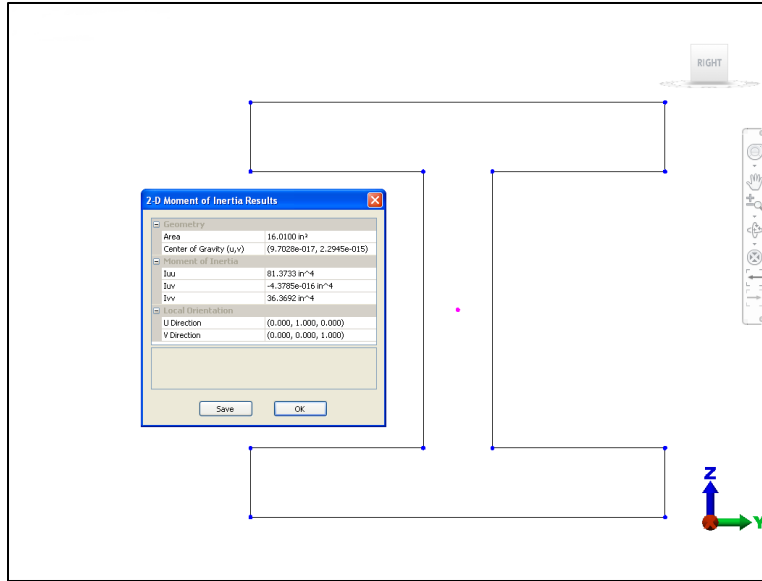 RIGHT
2-D Moment of Inertia Results
Geometry
Area 16.0100 in²
Center of Gravity (u,v) (9.7028e-017, 2.2945e-015)
Moment of Inertia
Iuu 81.3733 in^4
Iuv -4.3785e-016 in^4
Ivv 36.3692 in^4
Local Orientation
U Direction (0.000, 1.000, 0.000)
V Direction (0.000, 0.000, 1.000)
Save OK
Z
Y